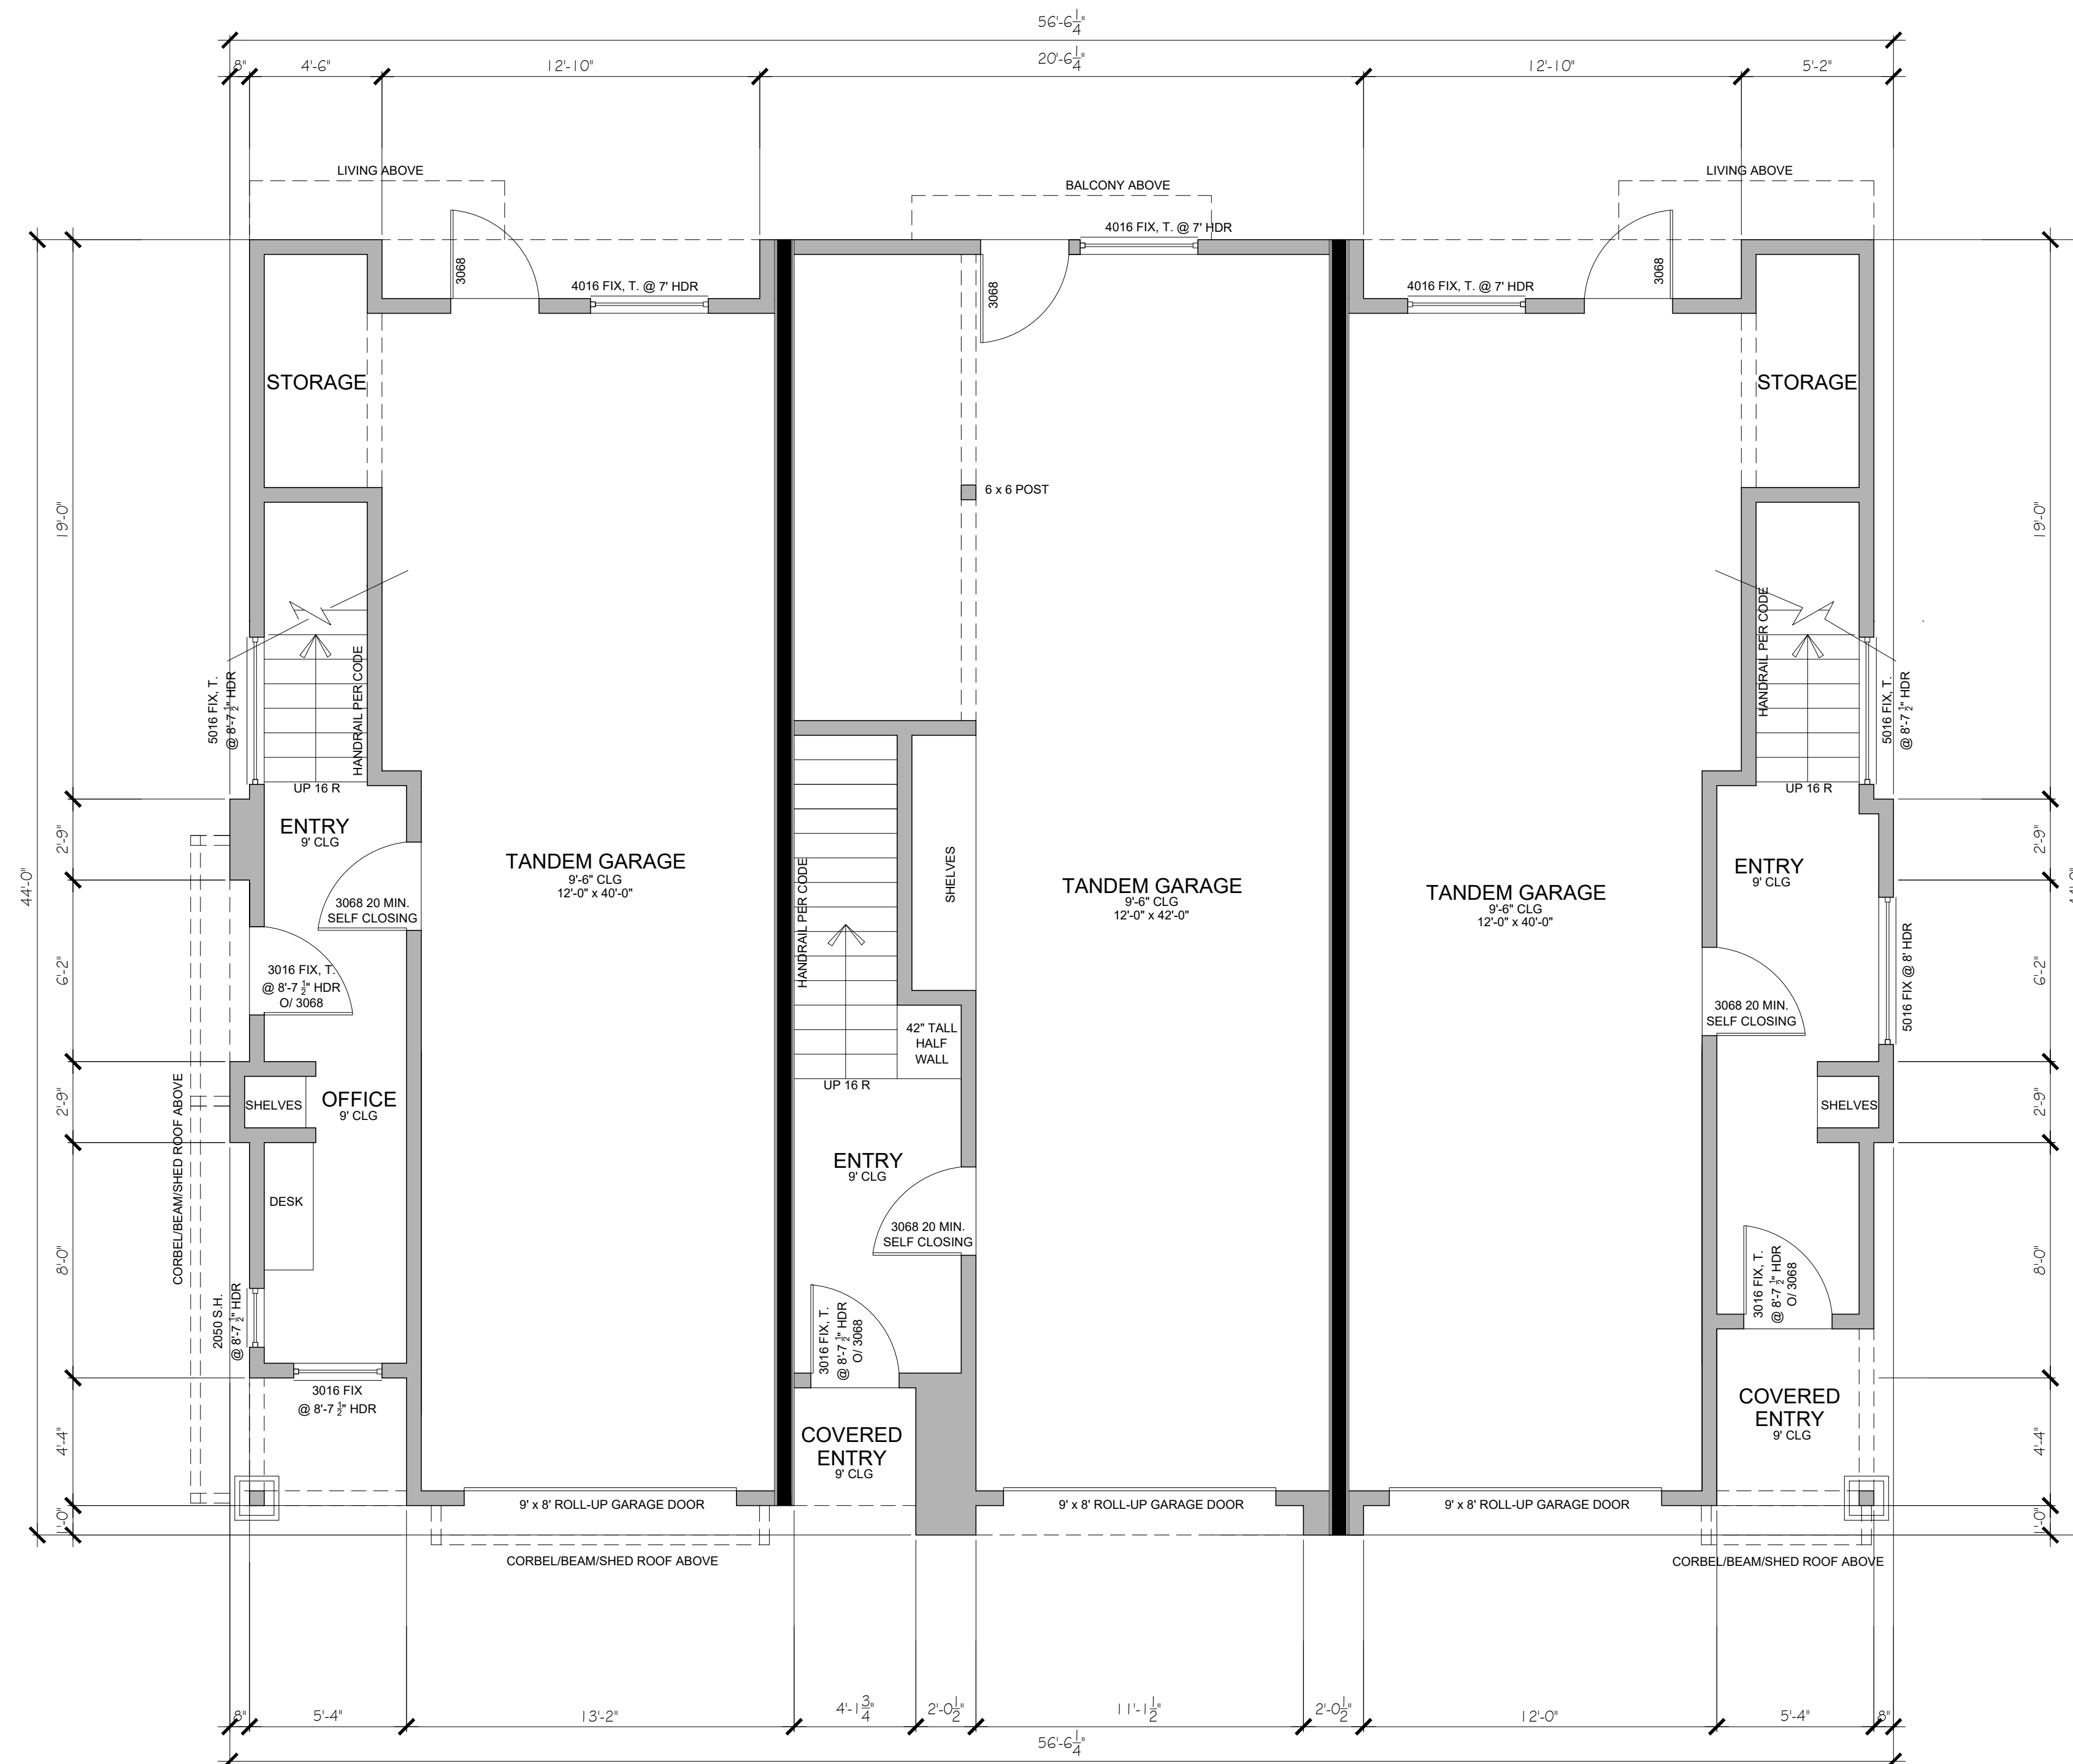 56'-6 1/4"
8"
4'-6"
12'-10"
20'-6 1/4"
12'-10"
5'-2"
LIVING ABOVE
LIVING ABOVE
BALCONY ABOVE
4016 FIX, T. @ 7' HDR
3068
4016 FIX, T. @ 7' HDR
3068
4016 FIX, T. @ 7' HDR
3068
STORAGE
STORAGE
6 x 6 POST
19'-0"
19'-0"
HANDRAIL PER CODE
5016 FIX, T.
@ 8'-7 1/2" HDR
UP 16 R
HANDRAIL PER CODE
5016 FIX, T.
@ 8'-7 1/2" HDR
UP 16 R
ENTRY
9' CLG
2'-9"
2'-9"
TANDEM GARAGE
9'-6" CLG
12'-0" x 40'-0"
HANDRAIL PER CODE
SHELVES
TANDEM GARAGE
9'-6" CLG
12'-0" x 42'-0"
TANDEM GARAGE
9'-6" CLG
12'-0" x 40'-0"
ENTRY
9' CLG
44'-0"
3068 20 MIN.
SELF CLOSING
3016 FIX, T.
@ 8'-7 1/2" HDR
O/ 3068
6'-2"
6'-2"
5016 FIX @ 8' HDR
3068 20 MIN.
SELF CLOSING
42" TALL
HALF
WALL
UP 16 R
SHELVES
OFFICE
9' CLG
2'-9"
2'-9"
SHELVES
CORBEL/BEAM/SHED ROOF ABOVE
DESK
ENTRY
9' CLG
3068 20 MIN.
SELF CLOSING
8'-0"
8'-0"
2050 S.H.
@ 8'-7 1/2" HDR
3016 FIX, T.
@ 8'-7 1/2" HDR
O/ 3068
3016 FIX, T.
@ 8'-7 1/2" HDR
O/ 3068
3016 FIX
@ 8'-7 1/2" HDR
COVERED
ENTRY
9' CLG
COVERED
ENTRY
9' CLG
4'-4"
4'-4"
9' x 8' ROLL-UP GARAGE DOOR
9' x 8' ROLL-UP GARAGE DOOR
9' x 8' ROLL-UP GARAGE DOOR
1'-0"
1'-0"
CORBEL/BEAM/SHED ROOF ABOVE
CORBEL/BEAM/SHED ROOF ABOVE
8"
5'-4"
13'-2"
4'-1 3/4"
2'-0 1/2"
11'-1 1/2"
2'-0 1/2"
12'-0"
5'-4"
8"
56'-6 1/4"